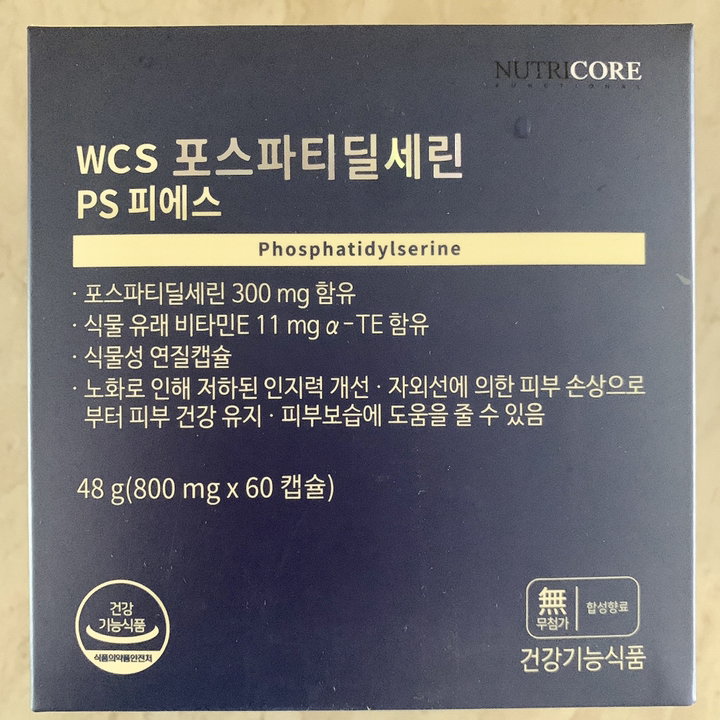 NUTRICORE
FUNCTIONAL
WCS 포스파티딜세린
PS 피에스
Phosphatidylserine
· 포스파티딜세린 300 mg 함유
· 식물 유래 비타민E 11 mg α-TE 함유
· 식물성 연질캡슐
· 노화로 인해 저하된 인지력 개선 · 자외선에 의한 피부 손상으로
부터 피부 건강 유지 · 피부보습에 도움을 줄 수 있음
48 g(800 mg x 60 캡슐)
건강
기능식품
식품의약품안전처
無
무첨가
합성향료
건강기능식품